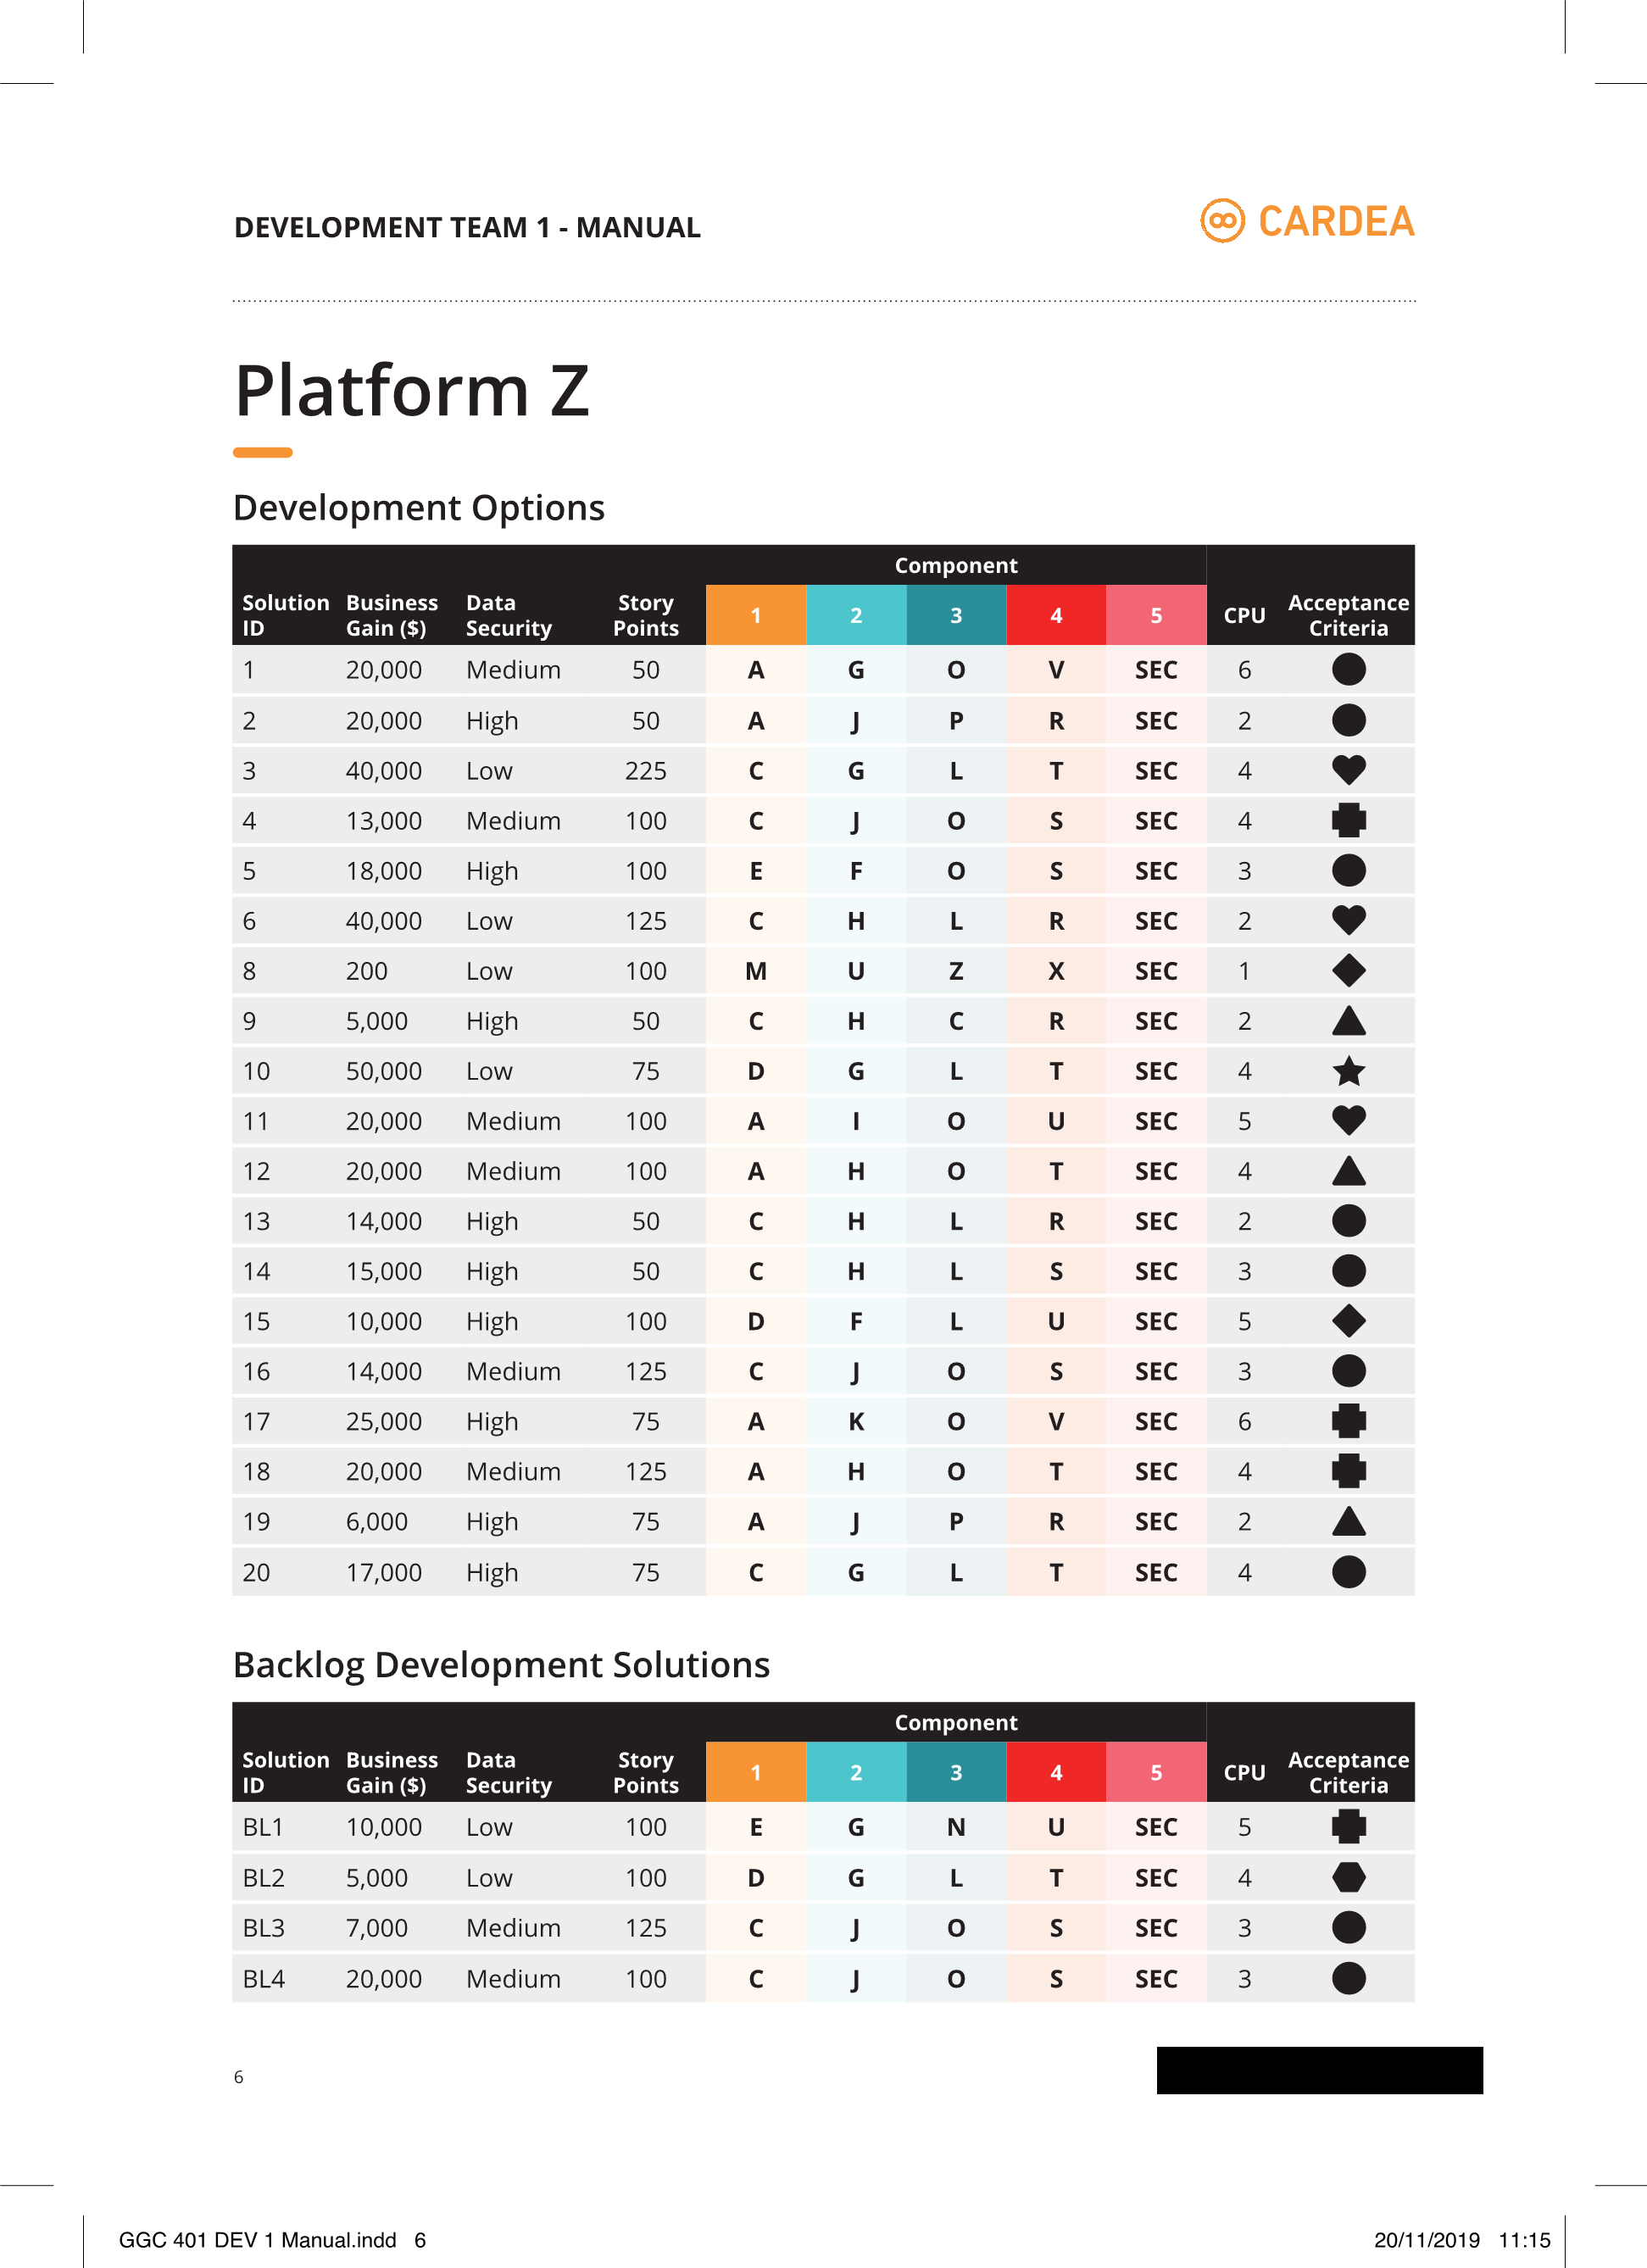 DEVELOPMENT TEAM 1 - MANUAL
CARDEA
Platform Z
Development Options
Component
Solution ID Business Gain ($) Data Security Story Points 1 2 3 4 5 CPU Acceptance Criteria
1 20,000 Medium 50 A G O V SEC 6
2 20,000 High 50 A J P R SEC 2
3 40,000 Low 225 C G L T SEC 4
4 13,000 Medium 100 C J O S SEC 4
5 18,000 High 100 E F O S SEC 3
6 40,000 Low 125 C H L R SEC 2
8 200 Low 100 M U Z X SEC 1
9 5,000 High 50 C H C R SEC 2
10 50,000 Low 75 D G L T SEC 4
11 20,000 Medium 100 A I O U SEC 5
12 20,000 Medium 100 A H O T SEC 4
13 14,000 High 50 C H L R SEC 2
14 15,000 High 50 C H L S SEC 3
15 10,000 High 100 D F L U SEC 5
16 14,000 Medium 125 C J O S SEC 3
17 25,000 High 75 A K O V SEC 6
18 20,000 Medium 125 A H O T SEC 4
19 6,000 High 75 A J P R SEC 2
20 17,000 High 75 C G L T SEC 4
Backlog Development Solutions
Component
Solution ID Business Gain ($) Data Security Story Points 1 2 3 4 5 CPU Acceptance Criteria
BL1 10,000 Low 100 E G N U SEC 5
BL2 5,000 Low 100 D G L T SEC 4
BL3 7,000 Medium 125 C J O S SEC 3
BL4 20,000 Medium 100 C J O S SEC 3
6
GGC 401 DEV 1 Manual.indd 6
20/11/2019 11:15